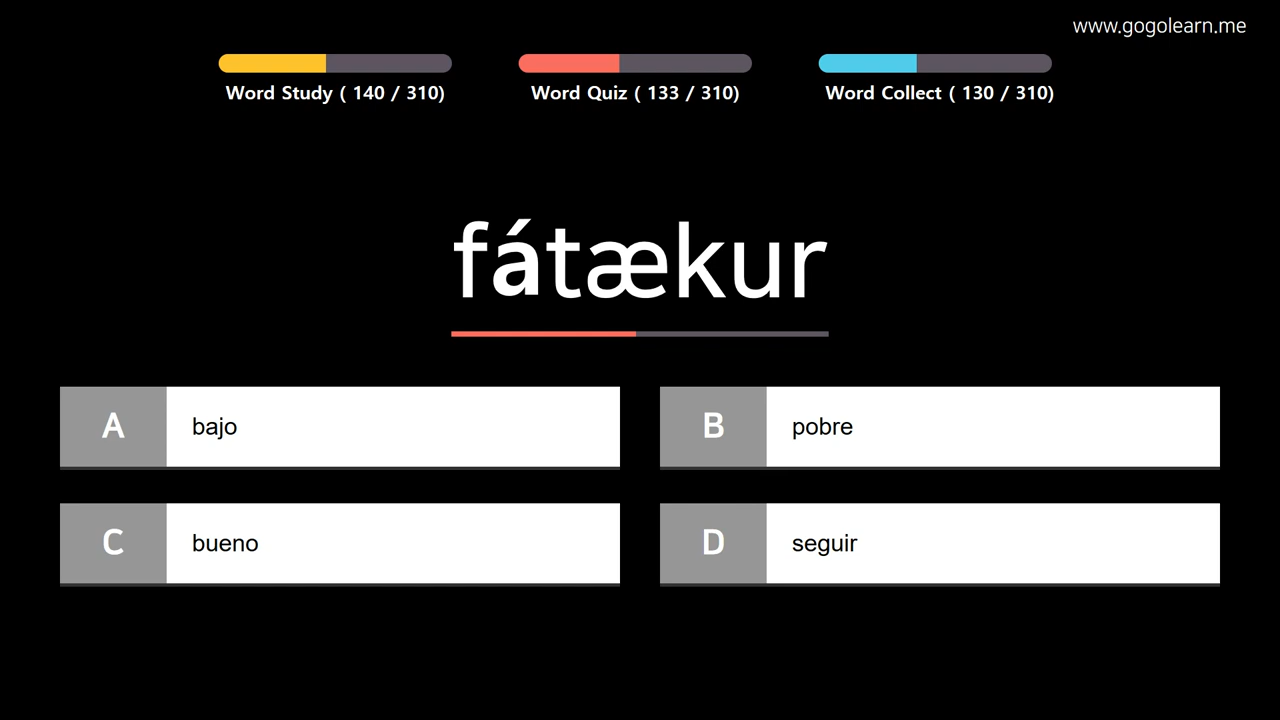 www.gogolearn.me
Word Study ( 140 / 310)
Word Quiz ( 133 / 310)
Word Collect ( 130 / 310)
fátækur
A bajo
B pobre
C bueno
D seguir